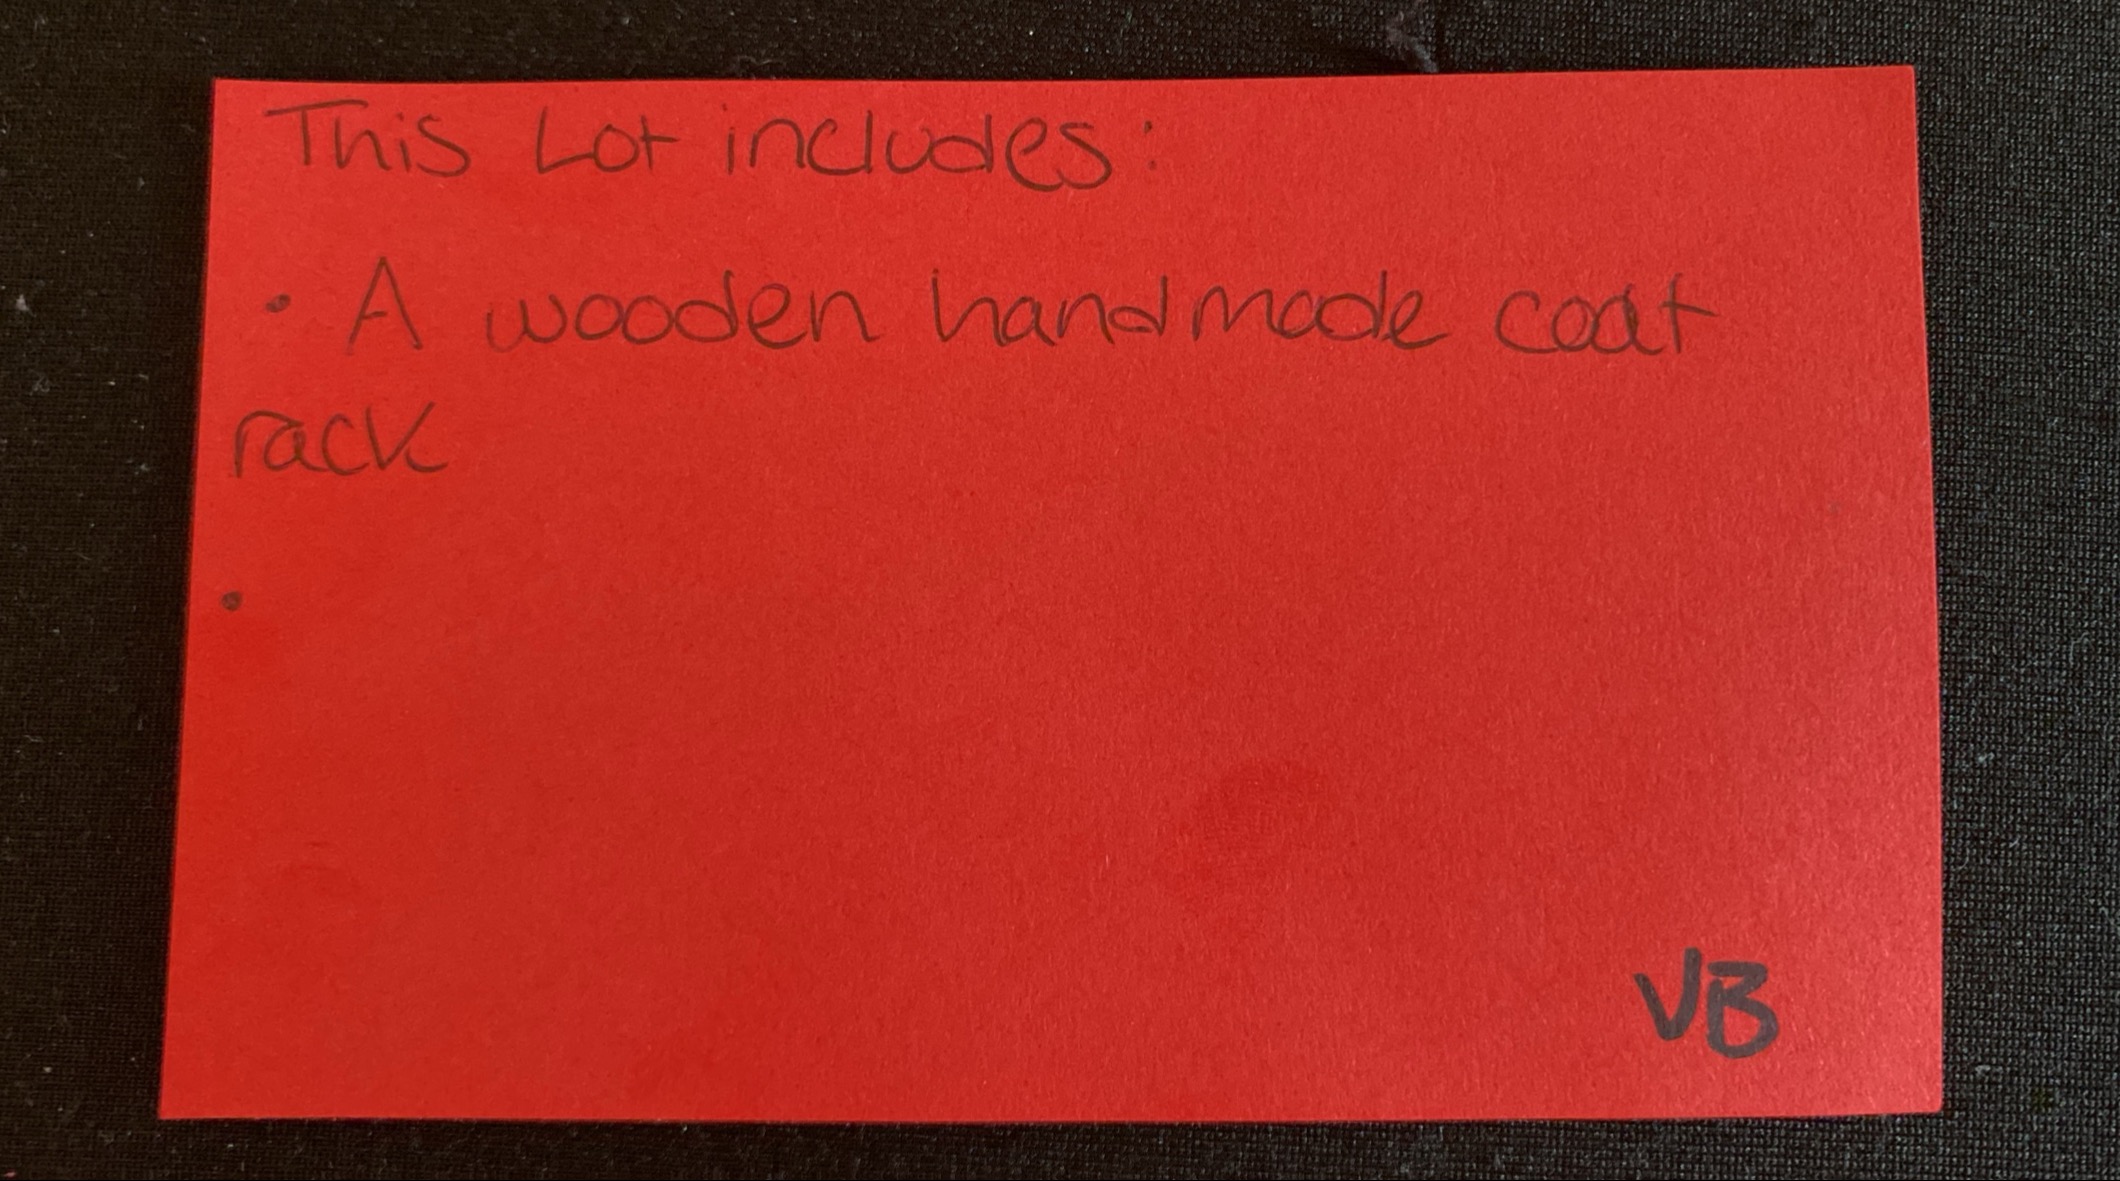 This Lot includes:
• A wooden handmade coat
rack
•
VB